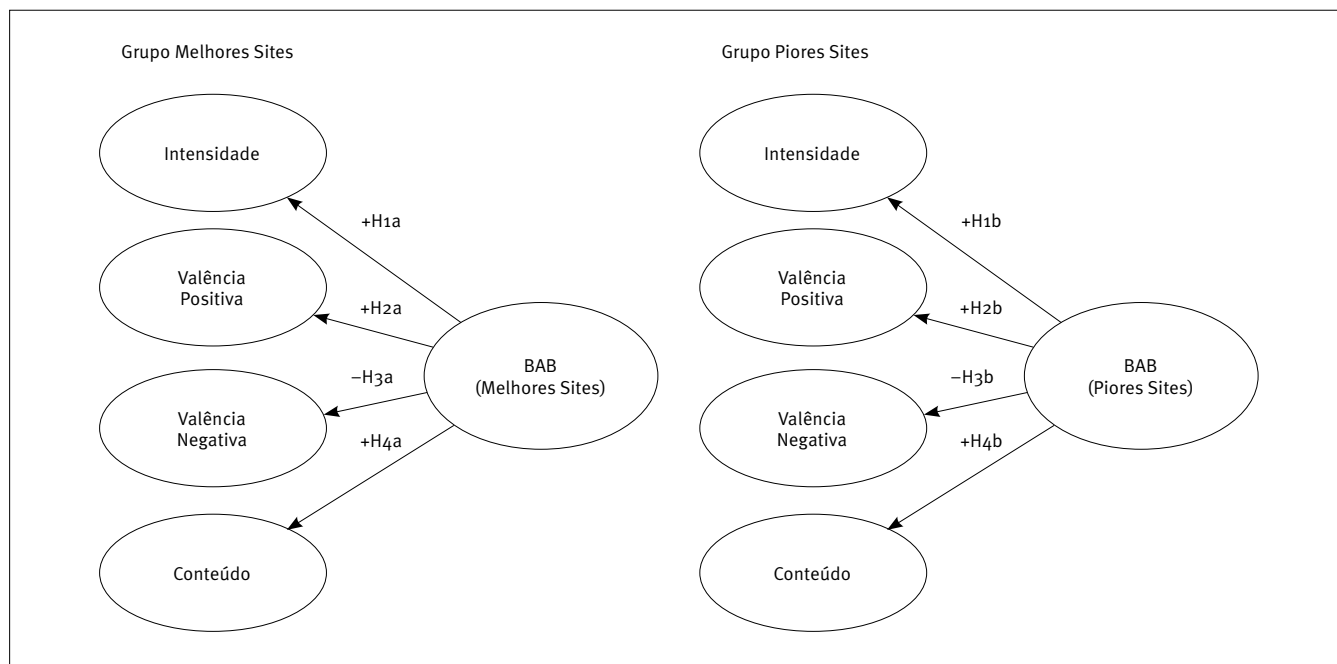 Grupo Melhores Sites
Intensidade
+H1a
Valência
Positiva
+H2a
BAB
(Melhores Sites)
–H3a
Valência
Negativa
+H4a
Conteúdo
Grupo Piores Sites
Intensidade
+H1b
Valência
Positiva
+H2b
BAB
(Piores Sites)
–H3b
Valência
Negativa
+H4b
Conteúdo